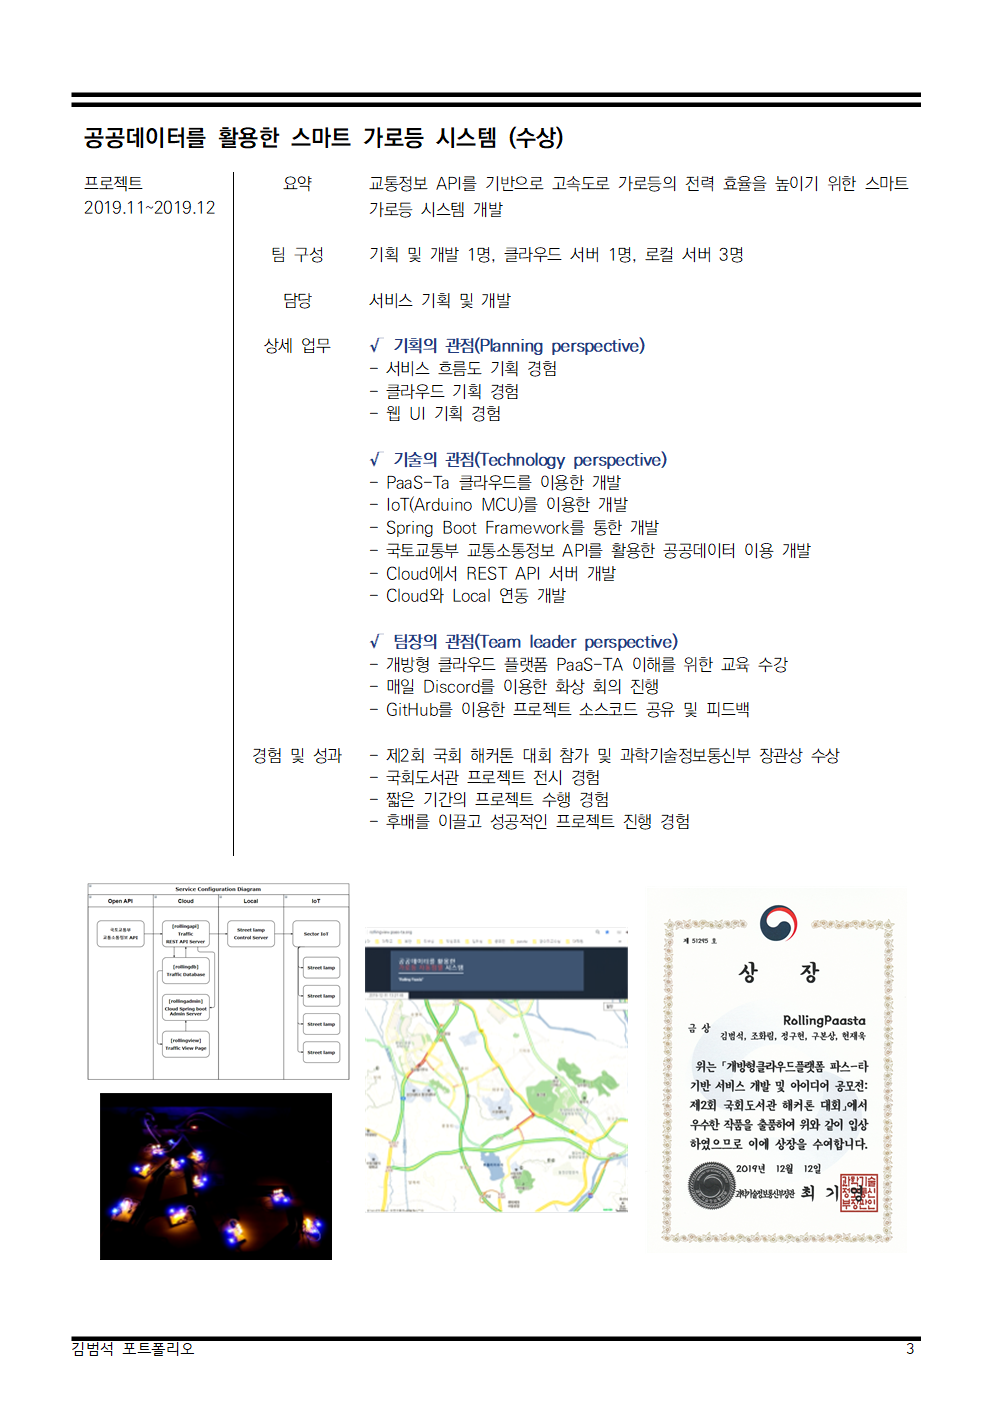 공공데이터를 활용한 스마트 가로등 시스템 (수상)
프로젝트
2019.11~2019.12
요약
교통정보 API를 기반으로 고속도로 가로등의 전력 효율을 높이기 위한 스마트
가로등 시스템 개발
팀 구성
기획 및 개발 1명, 클라우드 서버 1명, 로컬 서버 3명
담당
서비스 기획 및 개발
상세 업무
√ 기획의 관점(Planning perspective)
- 서비스 흐름도 기획 경험
- 클라우드 기획 경험
- 웹 UI 기획 경험
√ 기술의 관점(Technology perspective)
- PaaS-Ta 클라우드를 이용한 개발
- IoT(Arduino MCU)를 이용한 개발
- Spring Boot Framework를 통한 개발
- 국토교통부 교통소통정보 API를 활용한 공공데이터 이용 개발
- Cloud에서 REST API 서버 개발
- Cloud와 Local 연동 개발
√ 팀장의 관점(Team leader perspective)
- 개방형 클라우드 플랫폼 PaaS-TA 이해를 위한 교육 수강
- 매일 Discord를 이용한 화상 회의 진행
- GitHub를 이용한 프로젝트 소스코드 공유 및 피드백
경험 및 성과
- 제2회 국회 해커톤 대회 참가 및 과학기술정보통신부 장관상 수상
- 국회도서관 프로젝트 전시 경험
- 짧은 기간의 프로젝트 수행 경험
- 후배를 이끌고 성공적인 프로젝트 진행 경험
Service Configuration Diagram
Open API
Cloud
Local
IoT
국토교통부
교통소통정보 API
[rollingapi]
Traffic
REST API Server
Street lamp
Control Server
Sector IoT
[rollingdb]
Traffic Database
Street lamp
[rollingadmin]
Cloud Spring boot
Admin Server
Street lamp
Street lamp
[rollingview]
Traffic View Page
Street lamp
공공데이터를 활용한
시스템
"Rolling Paasta"
제 51295 호
상 장
금 상
RollingPaasta
김범석, 조화림, 정구현, 구본상, 현재욱
위는 「개방형클라우드플랫폼 파스-타
기반 서비스 개발 및 아이디어 공모전:
제2회 국회도서관 해커톤 대회」에서
우수한 작품을 출품하여 위와 같이 입상
하였으므로 이에 상장을 수여합니다.
2019년 12월 12일
과학기술정보통신부장관 최 기 영
과학기술
정보통신
부장관인
김범석 포트폴리오
3